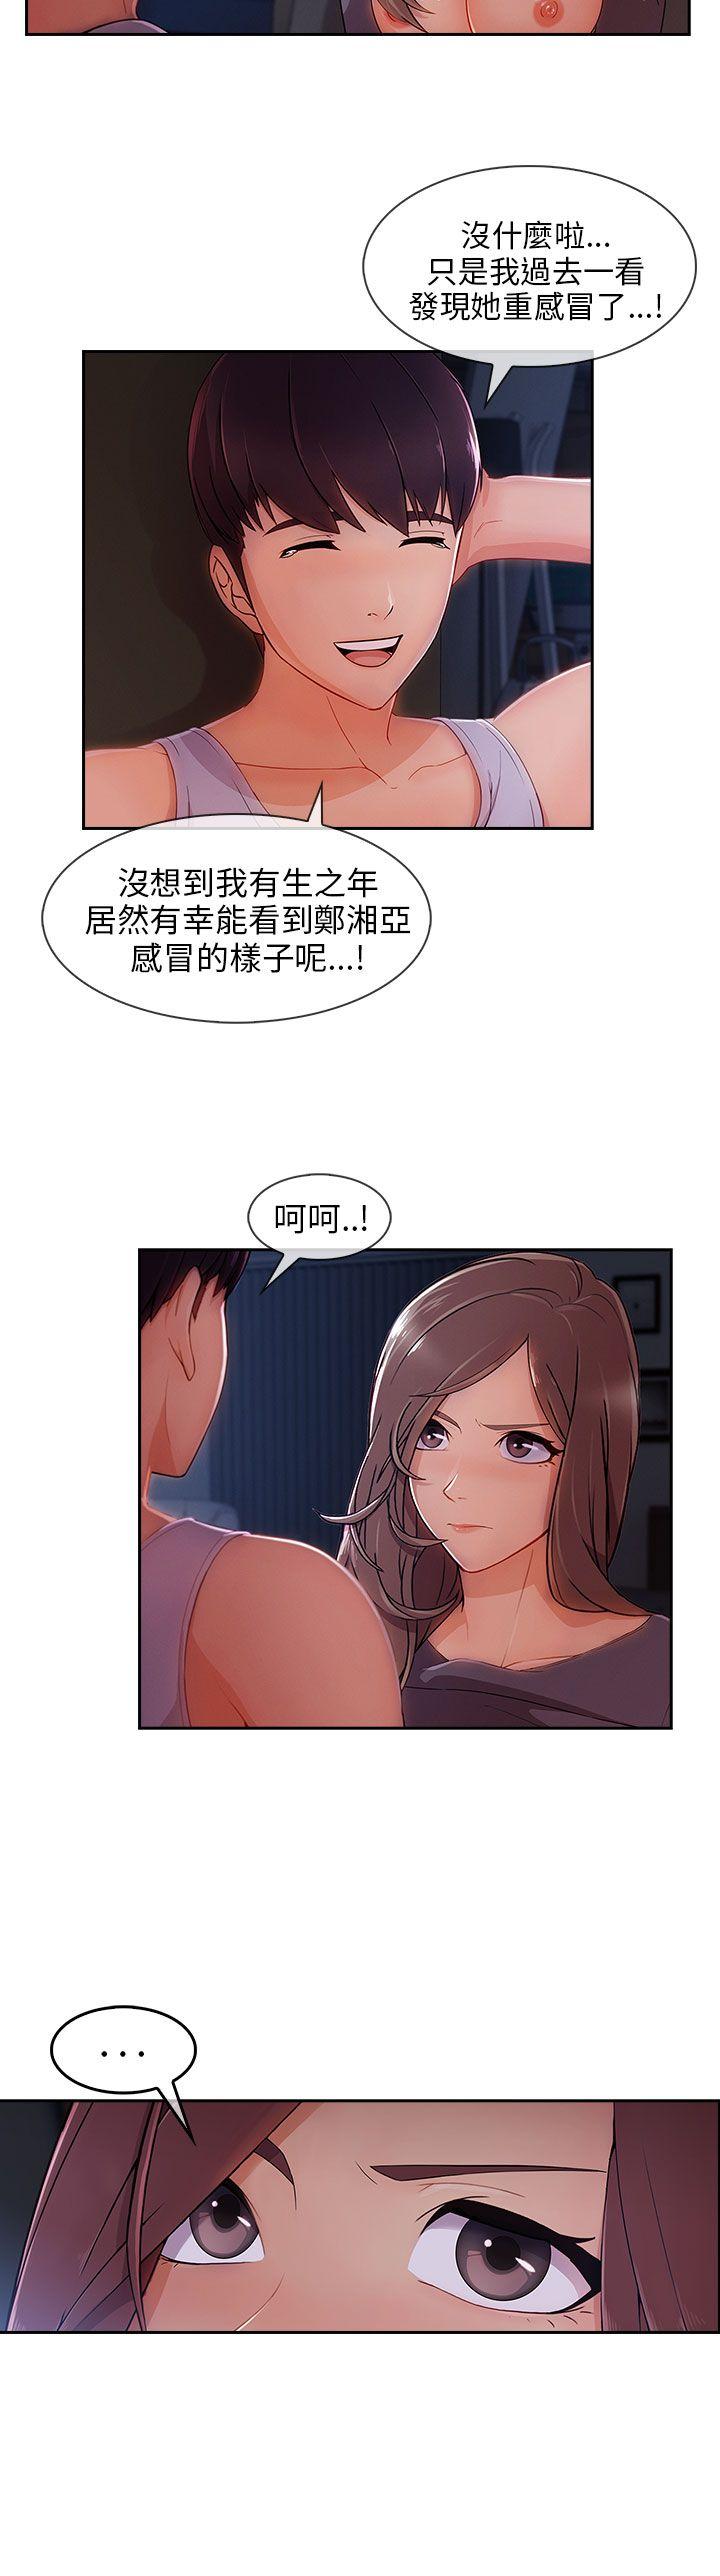 沒什麼啦...
只是我過去一看
發現她重感冒了...!
沒想到我有生之年
居然有幸能看到鄭湘亞
感冒的樣子呢...!
呵呵..!
...